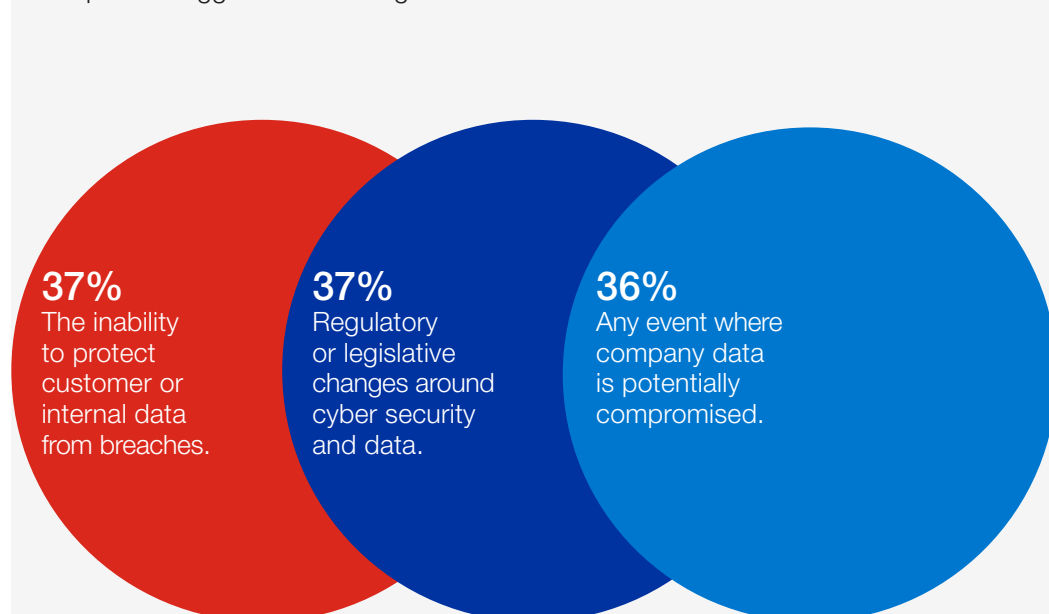 37%
The inability
to protect
customer or
internal data
from breaches.
37%
Regulatory
or legislative
changes around
cyber security
and data.
36%
Any event where
company data
is potentially
compromised.